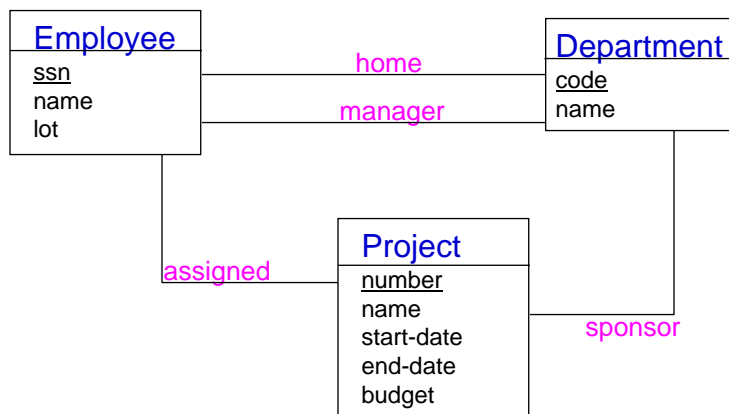 Employee
ssn
name
lot
home
manager
Department
code
name
assigned
Project
number
name
start-date
end-date
budget
sponsor